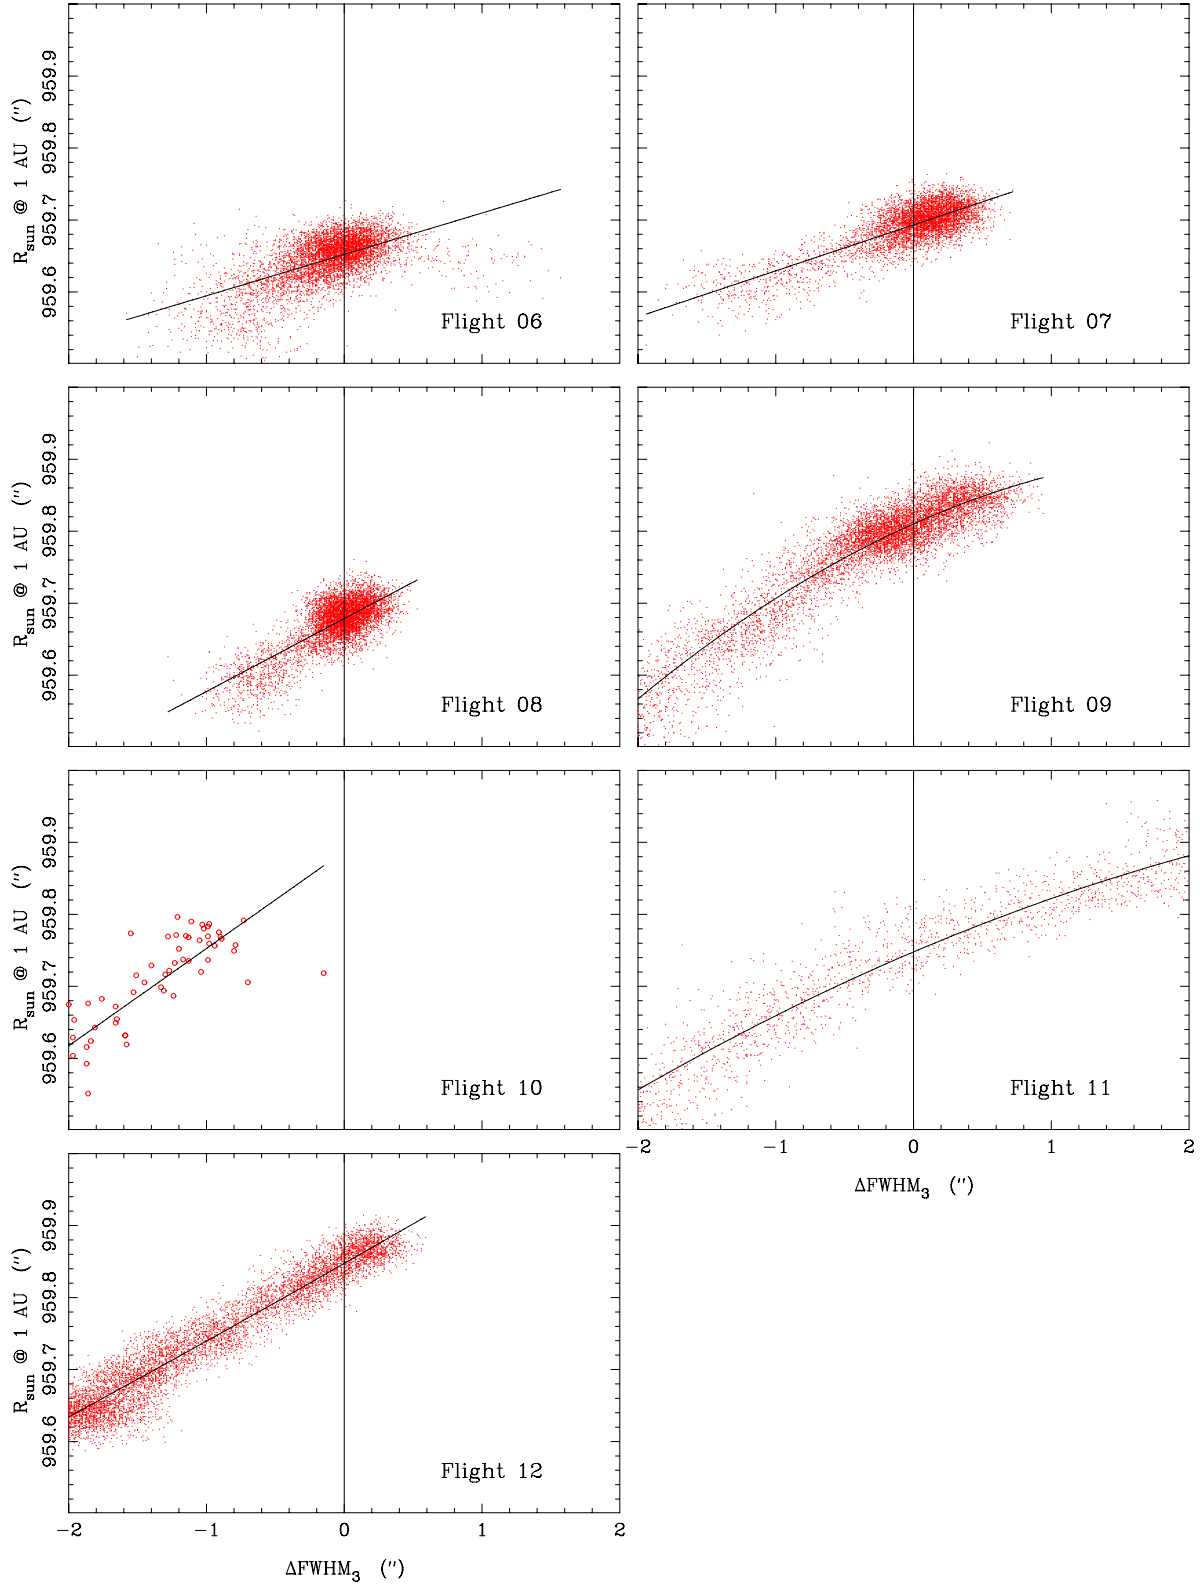 R_sun @ 1 AU (″)
959.9
959.8
959.7
959.6
Flight 06
Flight 07
R_sun @ 1 AU (″)
959.9
959.8
959.7
959.6
Flight 08
Flight 09
R_sun @ 1 AU (″)
959.9
959.8
959.7
959.6
Flight 10
Flight 11
−2 −1 0 1 2
ΔFWHM₃ (″)
R_sun @ 1 AU (″)
959.9
959.8
959.7
959.6
Flight 12
−2 −1 0 1 2
ΔFWHM₃ (″)